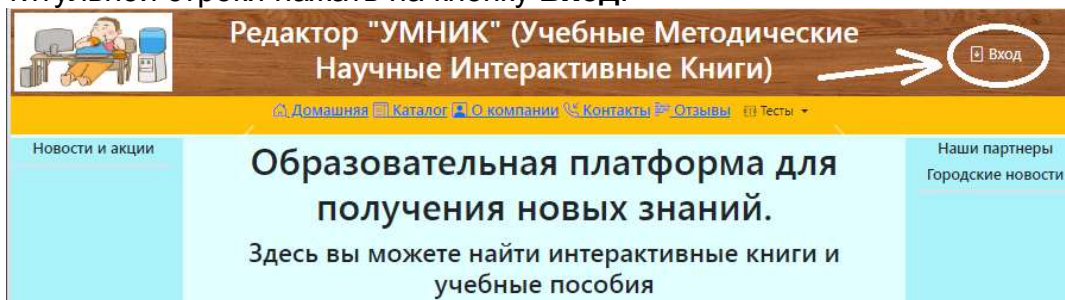 титульной строки нажать на кнопку Вход.
Редактор "УМНИК" (Учебные Методические
Научные Интерактивные Книги)
Вход
Домашняя Каталог О компании Контакты Отзывы Тесты
Новости и акции
Образовательная платформа для
получения новых знаний.
Здесь вы можете найти интерактивные книги и
учебные пособия
Наши партнеры
Городские новости